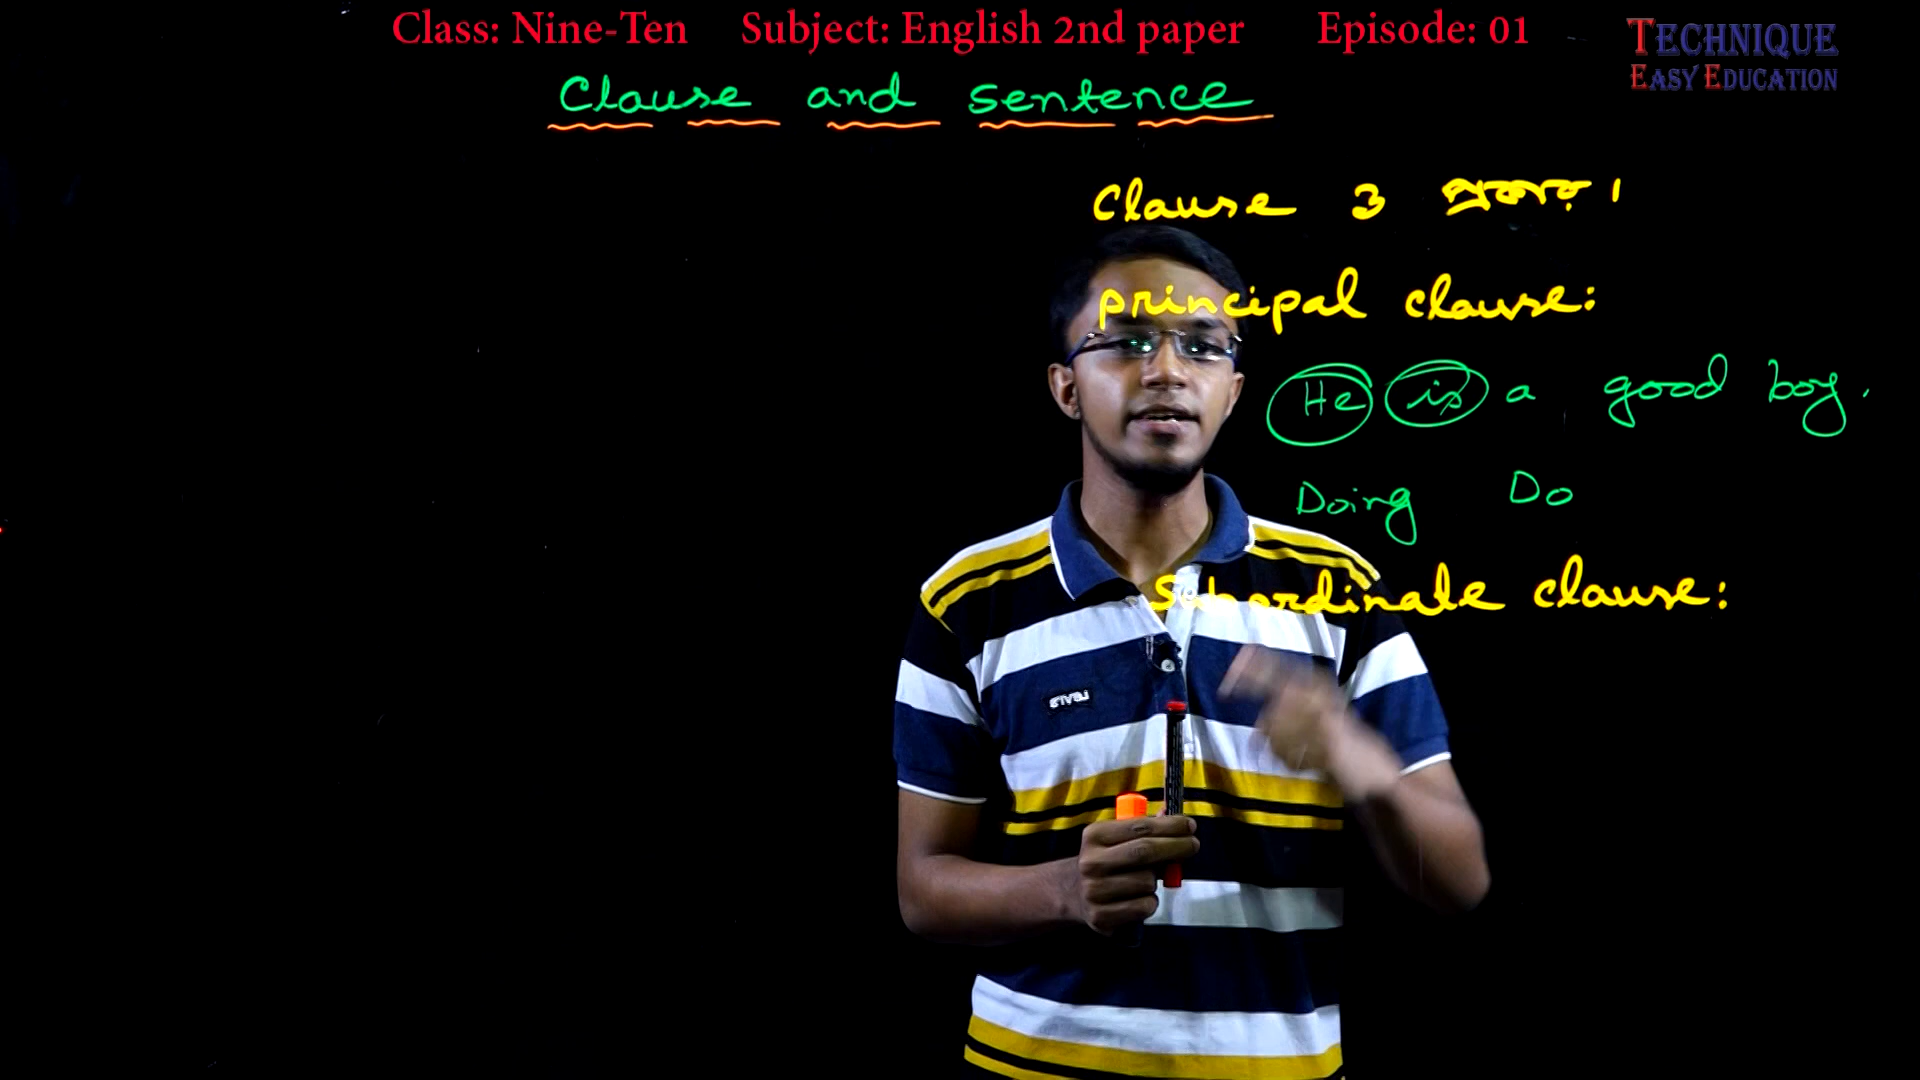 Class: Nine-Ten Subject: English 2nd paper Episode: 01
TECHNIQUE
EASY EDUCATION
Clause and sentence
Clause 3 প্রকার।
principal clause:
He is a good boy.
Doing Do
Subordinate clause: